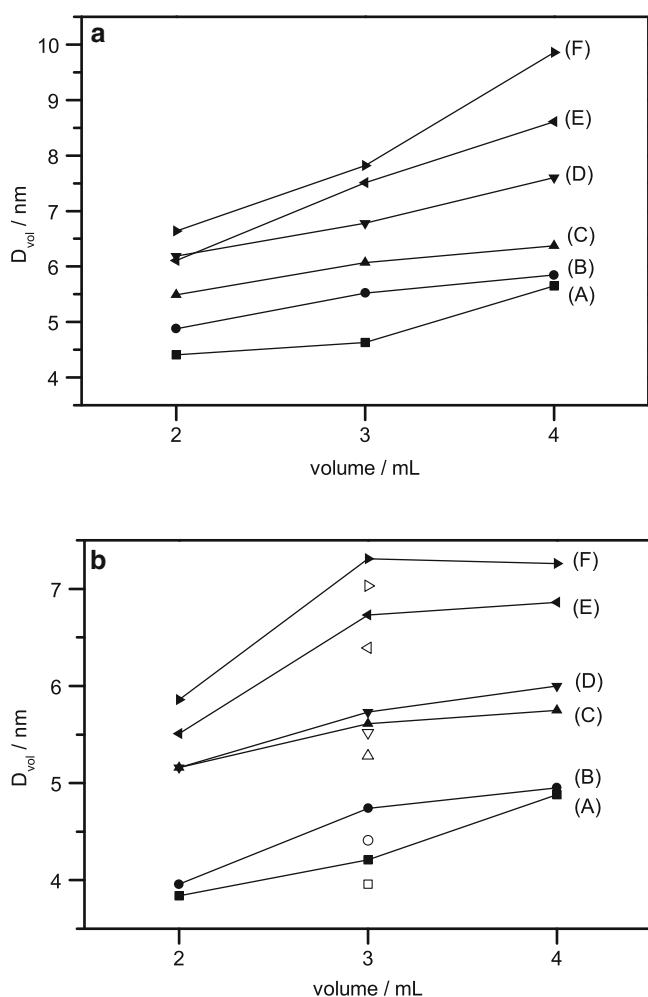 a
10
9
8
7
6
5
4
D_vol / nm
(F)
(E)
(D)
(C)
(B)
(A)
2 3 4
volume / mL
b
7
6
5
4
D_vol / nm
(F)
(E)
(D)
(C)
(B)
(A)
2 3 4
volume / mL